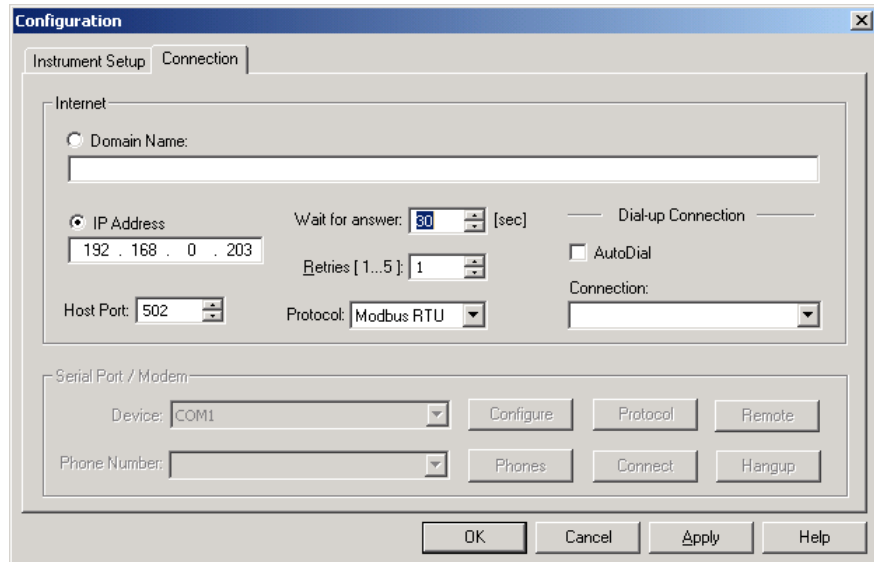 Configuration
Instrument Setup Connection
Internet
Domain Name:
IP Address
192 . 168 . 0 . 203
Wait for answer: 30 [sec]
Dial-up Connection
Retries [ 1...5 ]: 1
AutoDial
Connection:
Host Port: 502
Protocol: Modbus RTU
Serial Port / Modem
Device: COM1 Configure Protocol Remote
Phone Number: Phones Connect Hangup
OK Cancel Apply Help